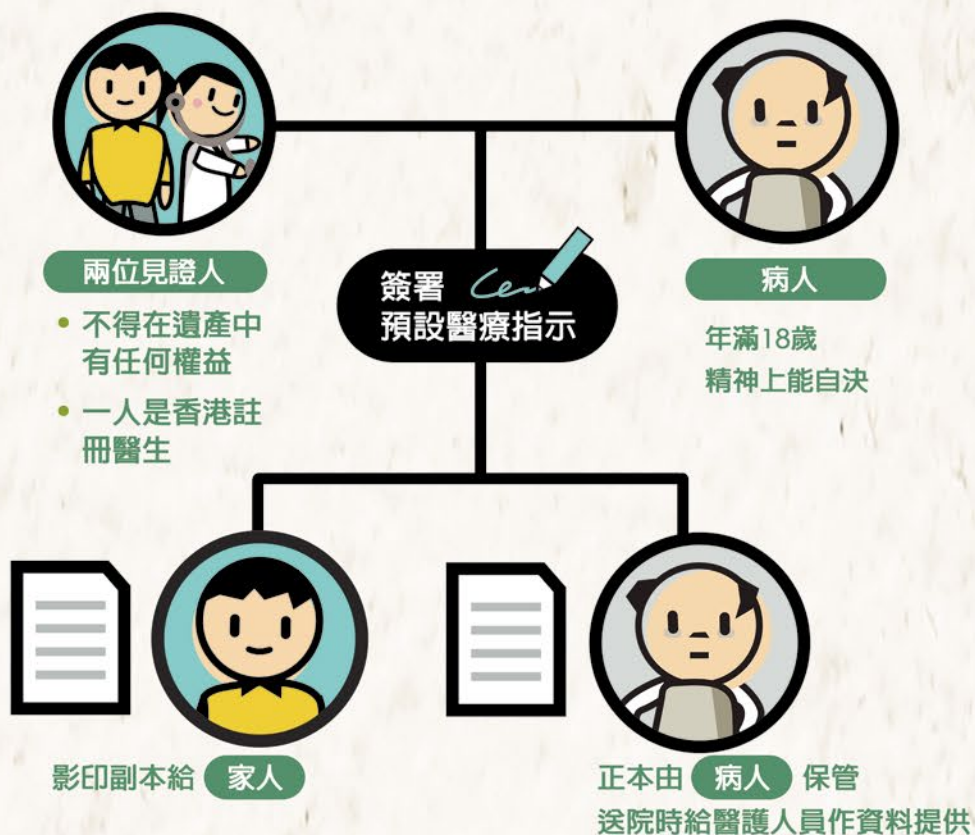 兩位見證人
• 不得在遺產中
有任何權益
• 一人是香港註
冊醫生
簽署
預設醫療指示
病人
年滿18歲
精神上能自決
影印副本給 家人
正本由 病人 保管
送院時給醫護人員作資料提供